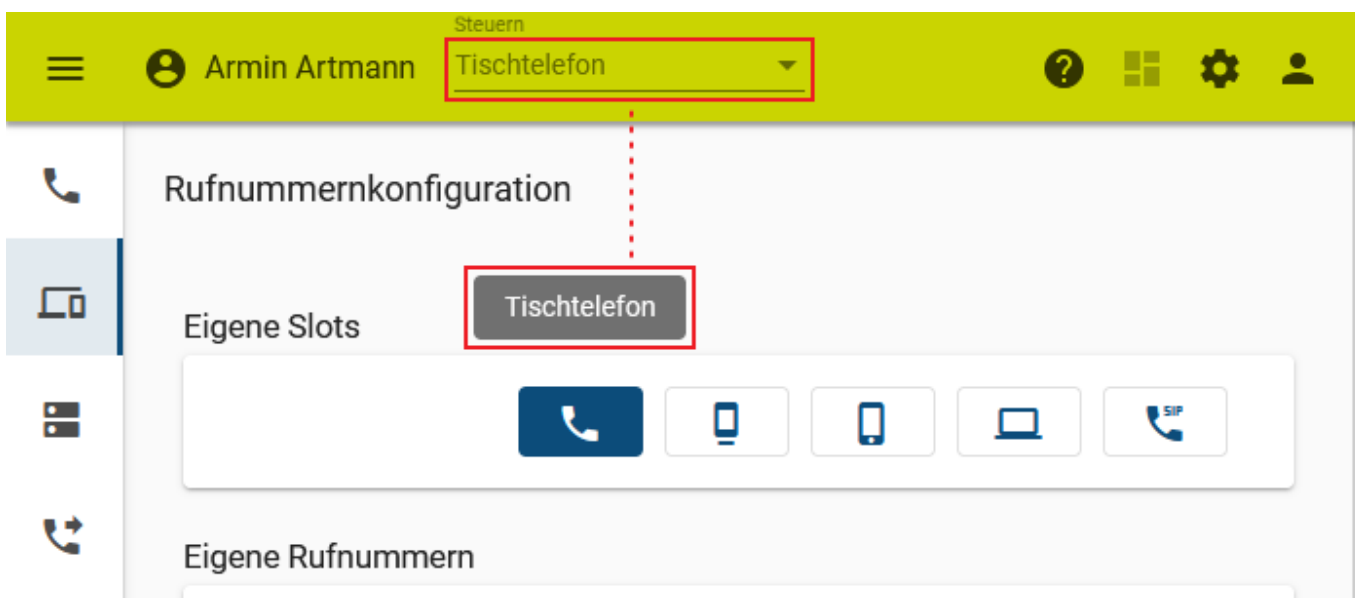 Steuern
Armin Artmann
Tischtelefon
Rufnummernkonfiguration
Tischtelefon
Eigene Slots
SIP
Eigene Rufnummern